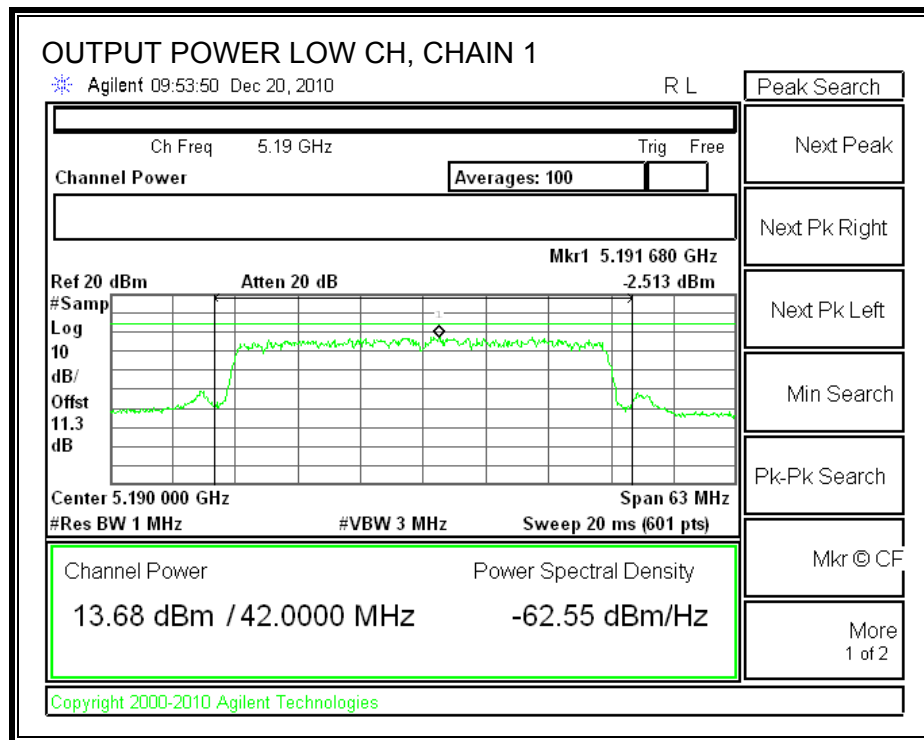 OUTPUT POWER LOW CH, CHAIN 1
Agilent 09:53:50 Dec 20, 2010 R L
Peak Search
Ch Freq 5.19 GHz Trig Free
Channel Power Averages: 100
Mkr1 5.191 680 GHz
Ref 20 dBm Atten 20 dB -2.513 dBm
#Samp
Log
10
dB/
Offst
11.3
dB
1
Center 5.190 000 GHz Span 63 MHz
#Res BW 1 MHz #VBW 3 MHz Sweep 20 ms (601 pts)
Channel Power Power Spectral Density
13.68 dBm / 42.0000 MHz -62.55 dBm/Hz
Next Peak
Next Pk Right
Next Pk Left
Min Search
Pk-Pk Search
Mkr © CF
More
1 of 2
Copyright 2000-2010 Agilent Technologies